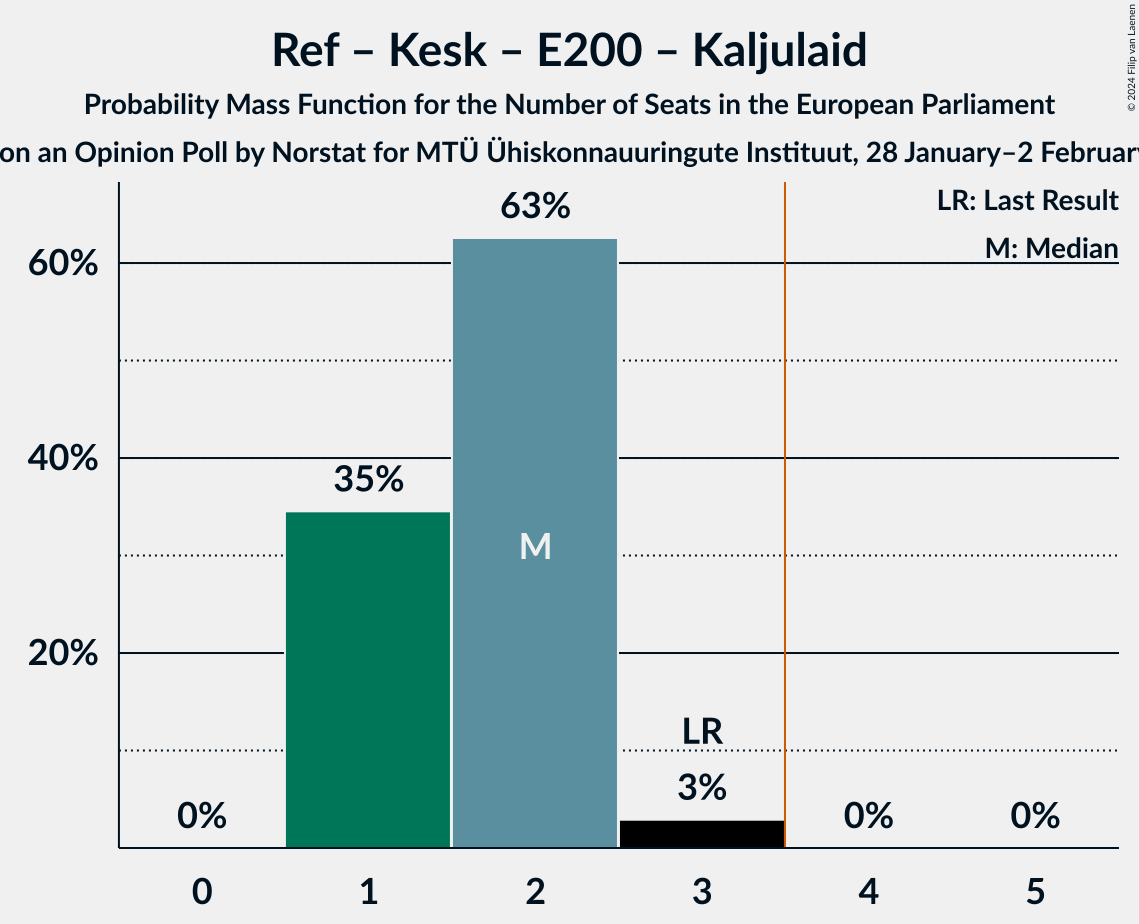 Ref – Kesk – E200 – Kaljulaid
Probability Mass Function for the Number of Seats in the European Parliament
on an Opinion Poll by Norstat for MTÜ Ühiskonnauuringute Instituut, 28 January–2 February
© 2024 Filip van Laenen
LR: Last Result
M: Median
63%
60%
40%
35%
M
20%
LR
3%
0%
0%
0%
0
1
2
3
4
5